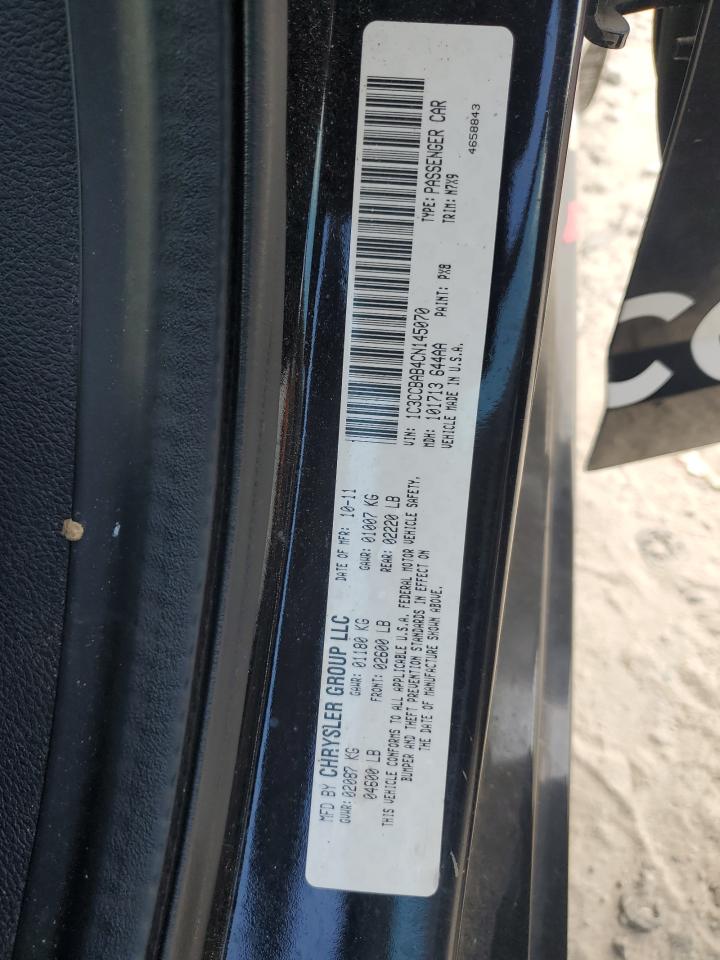 MFD BY CHRYSLER GROUP LLC DATE OF MFR: 10-11
GVWR: 02087 KG GAWR: 01180 KG GAWR: 01007 KG
04600 LB FRONT: 02600 LB REAR: 02220 LB
THIS VEHICLE CONFORMS TO ALL APPLICABLE U.S.A. FEDERAL MOTOR VEHICLE SAFETY,
BUMPER AND THEFT PREVENTION STANDARDS IN EFFECT ON
THE DATE OF MANUFACTURE SHOWN ABOVE.
VIN: 1C3CCBAB4CN145070 TYPE: PASSENGER CAR
MDH: 101713 644AA PAINT: PX8 TRIM: M7X9
VEHICLE MADE IN U.S.A. 4658843